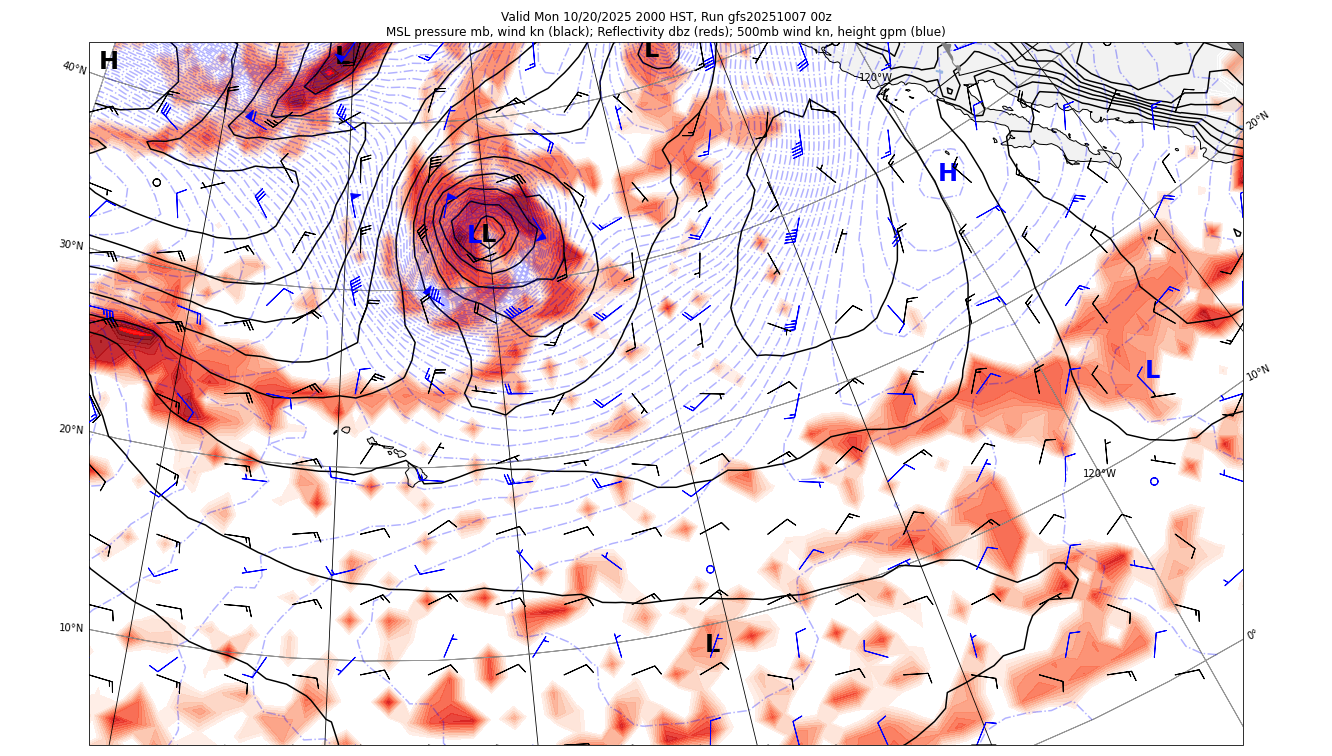 Valid Mon 10/20/2025 2000 HST, Run gfs20251007 00z
MSL pressure mb, wind kn (black); Reflectivity dbz (reds); 500mb wind kn, height gpm (blue)
H
L
L
40°N
120°W
20°N
H
30°N
L
L
L
10°N
20°N
120°W
10°N
L
0°